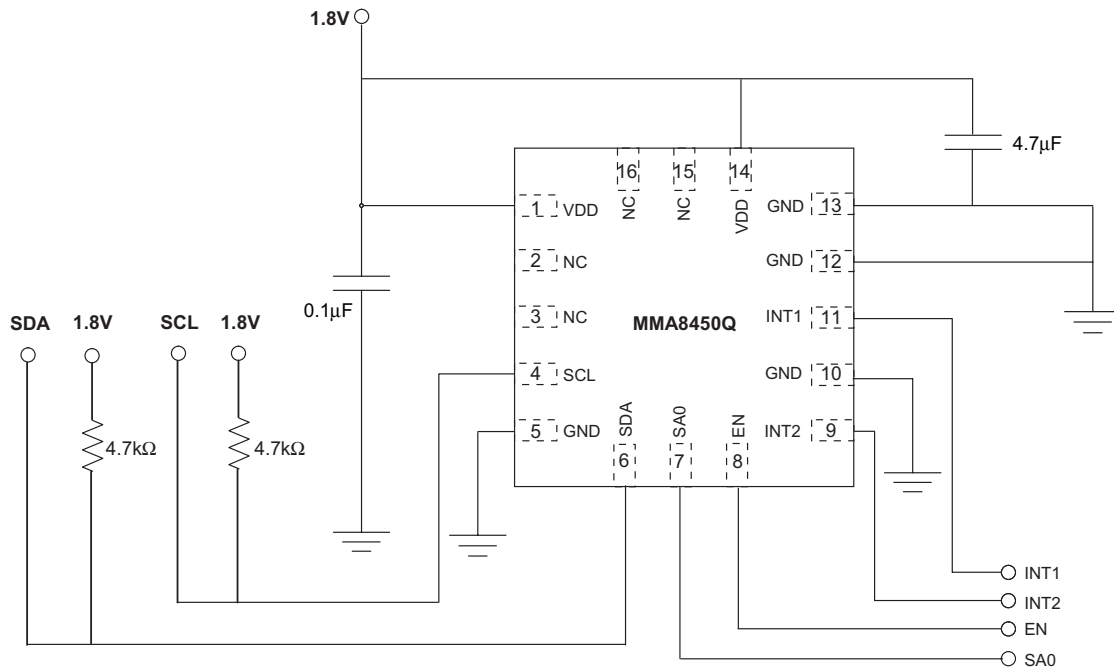 1.8V
4.7μF
16
15
14
NC
NC
VDD
1 VDD
GND 13
2 NC
GND 12
0.1μF
3 NC
MMA8450Q
INT1 11
SDA 1.8V SCL 1.8V
4 SCL
GND 10
5 GND
SDA
SA0
EN
INT2 9
6
7
8
4.7kΩ
4.7kΩ
INT1
INT2
EN
SA0